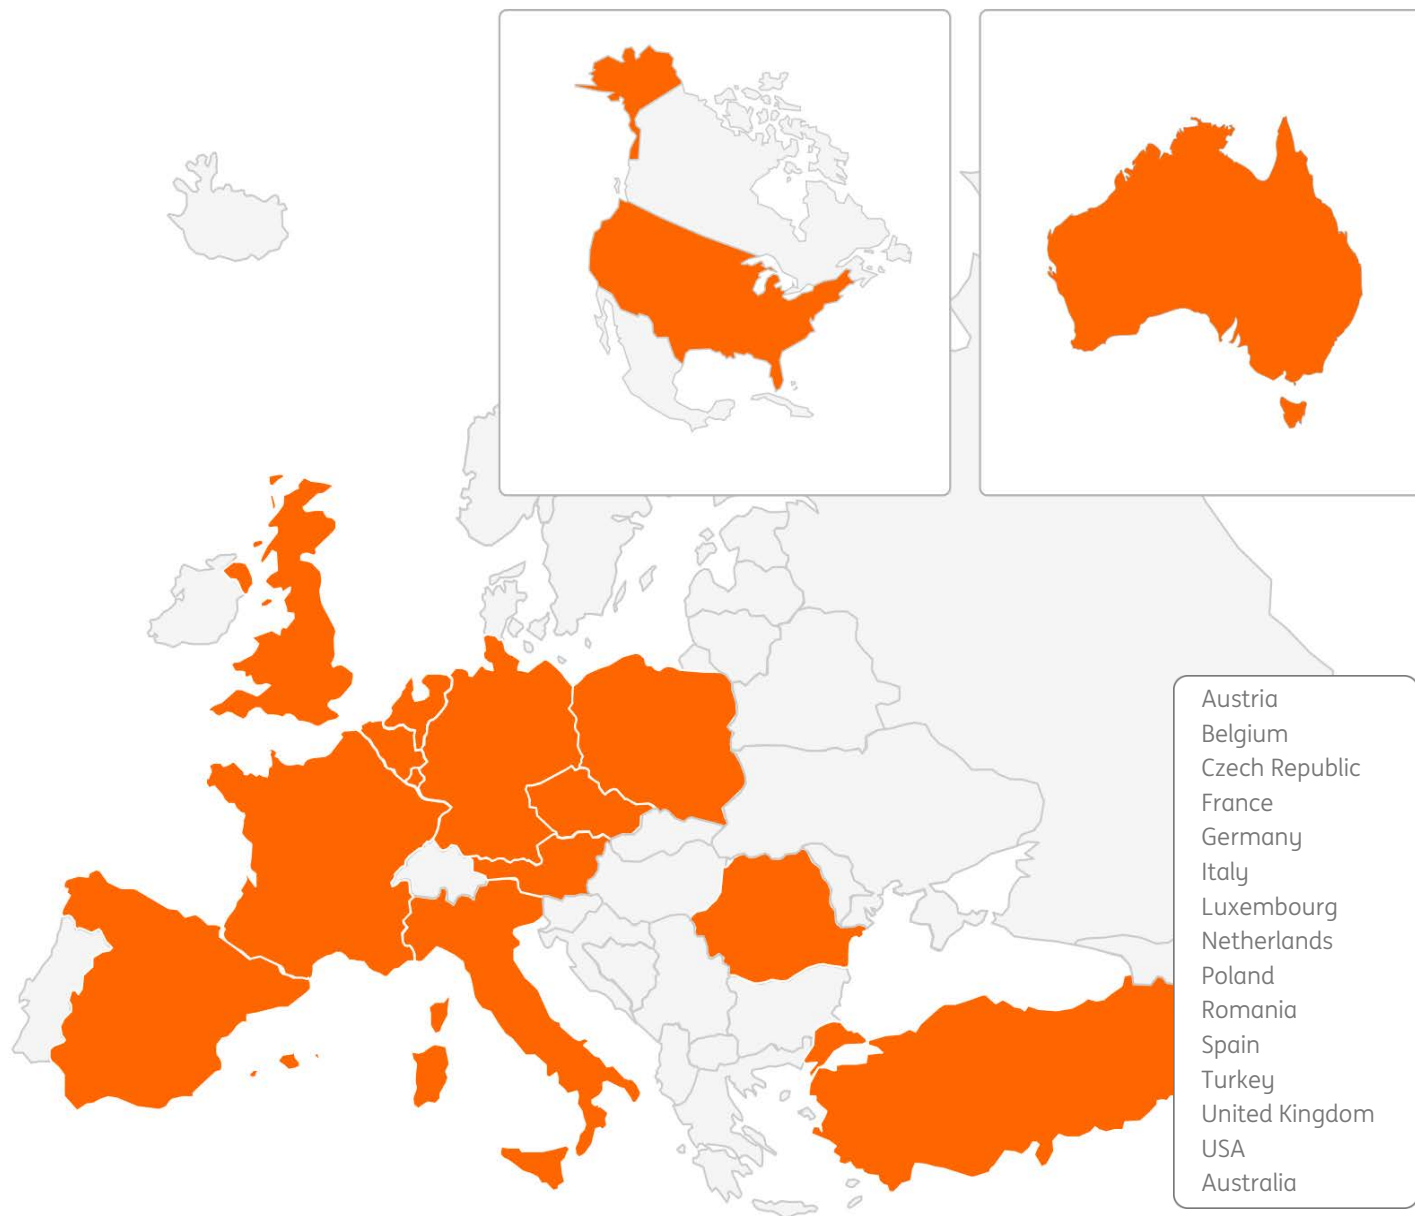 Austria
Belgium
Czech Republic
France
Germany
Italy
Luxembourg
Netherlands
Poland
Romania
Spain
Turkey
United Kingdom
USA
Australia